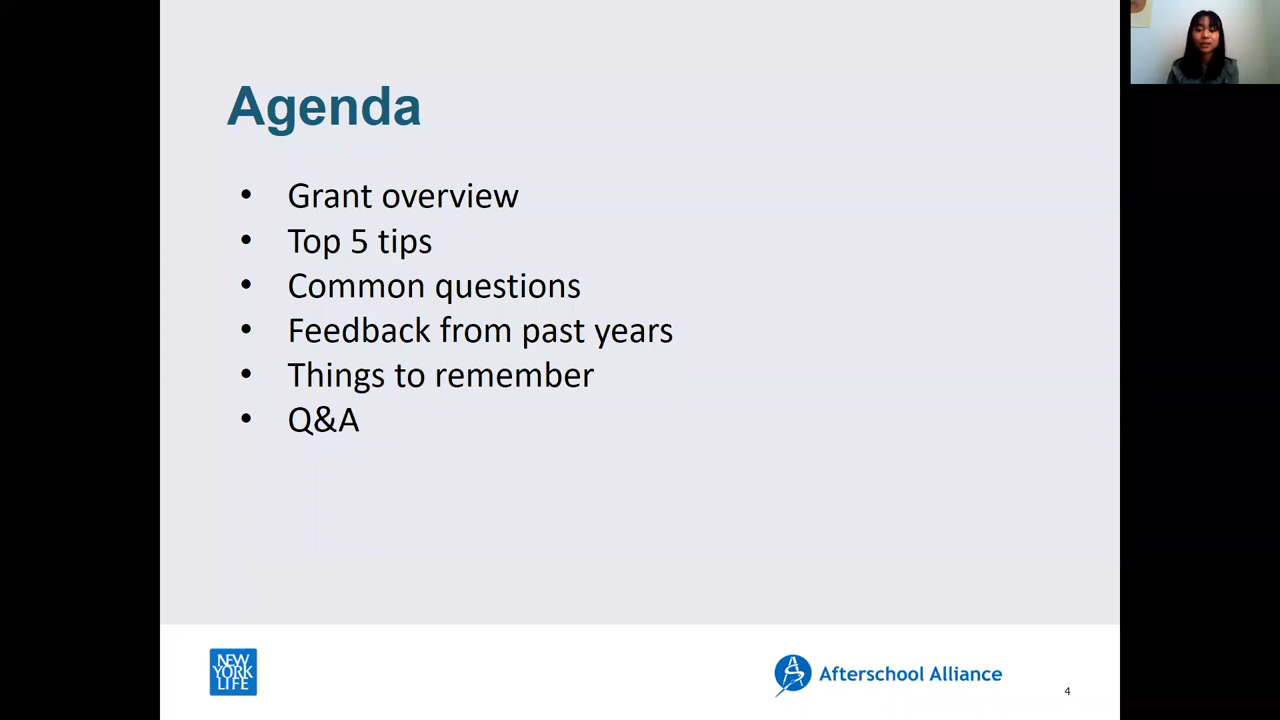 Agenda
• Grant overview
• Top 5 tips
• Common questions
• Feedback from past years
• Things to remember
• Q&A
NEW
YORK
LIFE
Afterschool Alliance
4